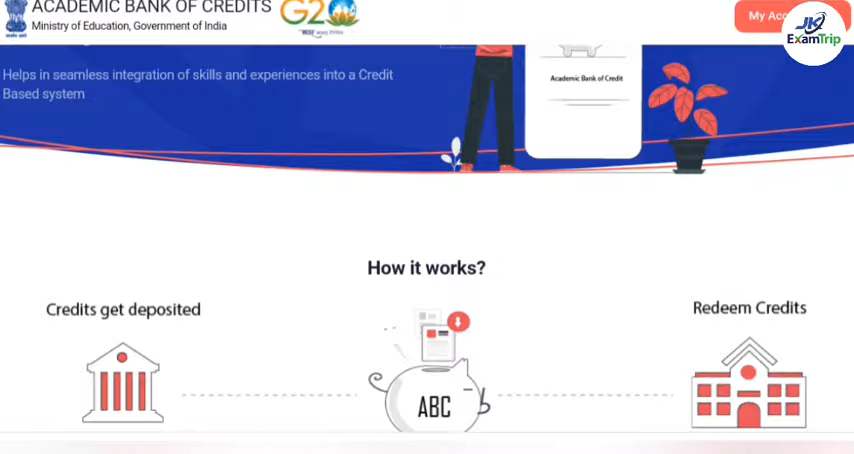 ACADEMIC BANK OF CREDITS
Ministry of Education, Government of India
G20
My Acc
JK
ExamTrip
Helps in seamless integration of skills and experiences into a Credit
Based system
Academic Bank of Credit
How it works?
Credits get deposited
Redeem Credits
ABC